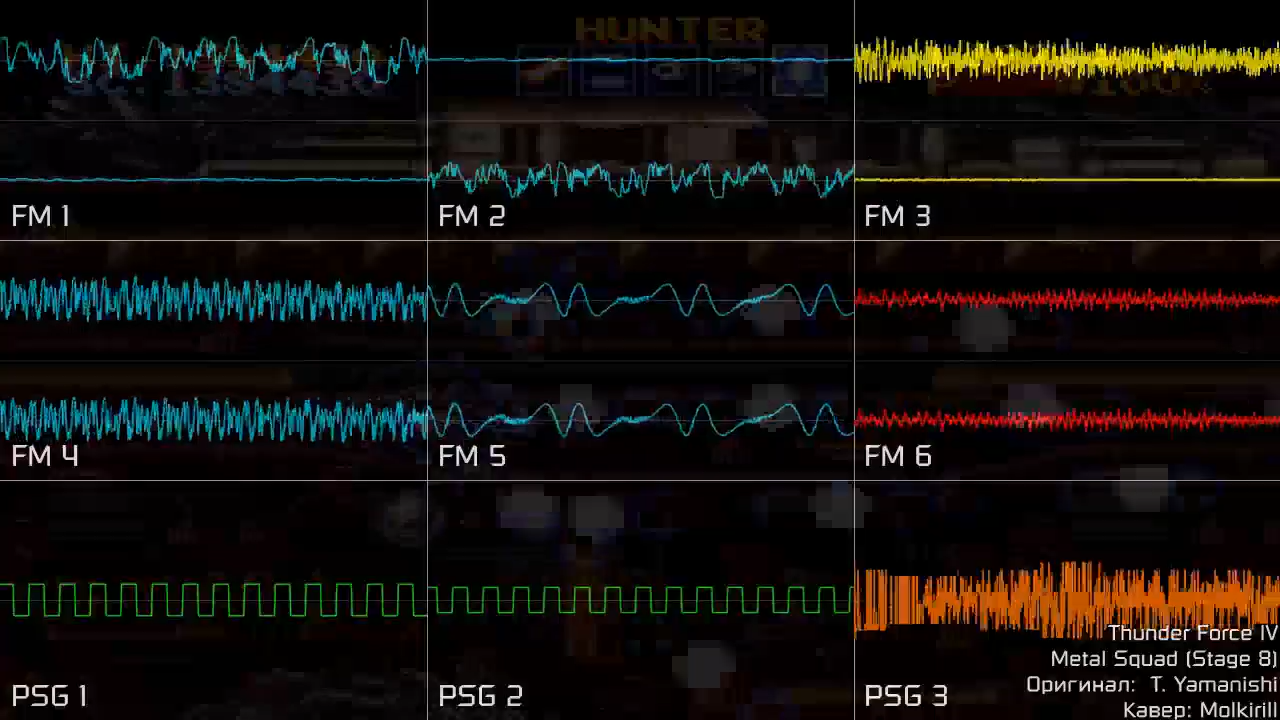 HUNTER
FM 1
FM 2
FM 3
FM 4
FM 5
FM 6
PSG 1
PSG 2
PSG 3
Thunder Force IV
Metal Squad (Stage 8)
Оригинал: T. Yamanishi
Кавер: Molkirill